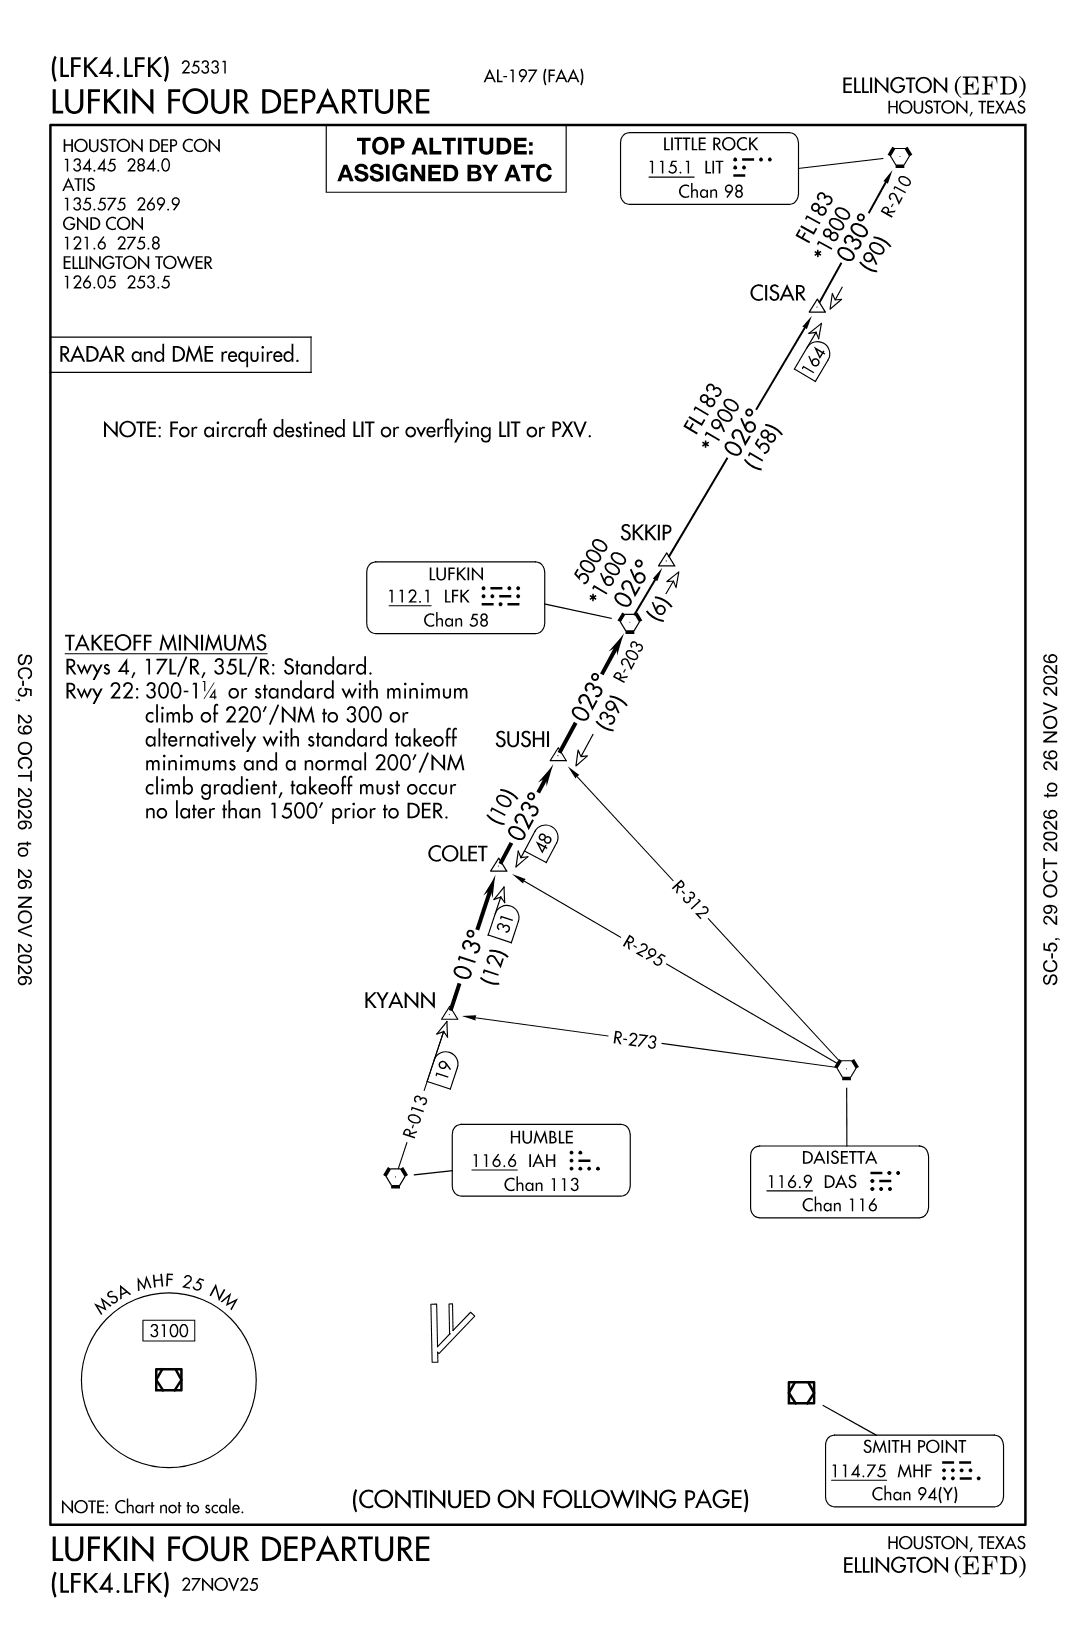 (LFK4.LFK) 25331
LUFKIN FOUR DEPARTURE
AL-197 (FAA)
ELLINGTON (EFD)
HOUSTON, TEXAS
HOUSTON DEP CON
134.45 284.0
ATIS
135.575 269.9
GND CON
121.6 275.8
ELLINGTON TOWER
126.05 253.5
TOP ALTITUDE:
ASSIGNED BY ATC
LITTLE ROCK
115.1 LIT
Chan 98
R-210
FL183
*1800
030°
(90)
CISAR
164
RADAR and DME required.
NOTE: For aircraft destined LIT or overflying LIT or PXV.
FL183
*1900
026°
(158)
SKKIP
5000
*1600
026°
(6)
LUFKIN
112.1 LFK
Chan 58
R-203
023°
(39)
TAKEOFF MINIMUMS
Rwys 4, 17L/R, 35L/R: Standard.
Rwy 22: 300-1¼ or standard with minimum
climb of 220'/NM to 300 or
alternatively with standard takeoff
minimums and a normal 200'/NM
climb gradient, takeoff must occur
no later than 1500' prior to DER.
SUSHI
(10)
023°
48
COLET
R-312
31
013°
(12)
R-295
KYANN
R-273
19
R-013
HUMBLE
116.6 IAH
Chan 113
DAISETTA
116.9 DAS
Chan 116
MSA MHF 25 NM
3100
SMITH POINT
114.75 MHF
Chan 94(Y)
NOTE: Chart not to scale.
(CONTINUED ON FOLLOWING PAGE)
SC-5, 29 OCT 2026 to 26 NOV 2026
SC-5, 29 OCT 2026 to 26 NOV 2026
LUFKIN FOUR DEPARTURE
(LFK4.LFK) 27NOV25
HOUSTON, TEXAS
ELLINGTON (EFD)